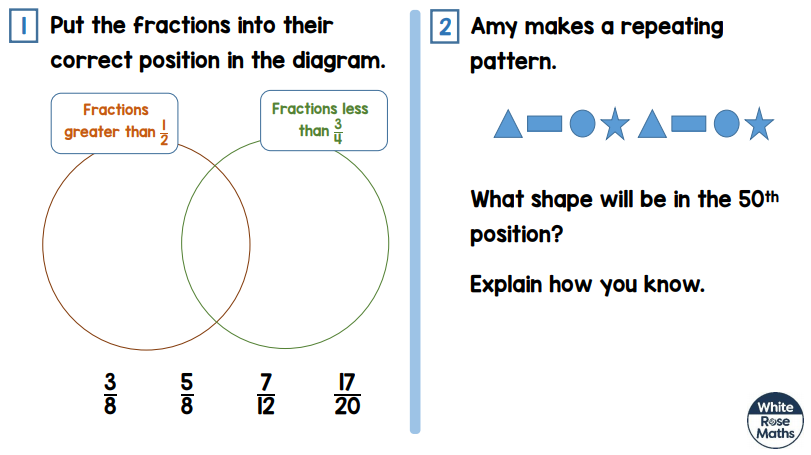 1
Put the fractions into their
correct position in the diagram.
Fractions
greater than 1/2
Fractions less
than 3/4
3/8 5/8 7/12 17/20
2
Amy makes a repeating
pattern.
What shape will be in the 50th
position?
Explain how you know.
White
Rose
Maths